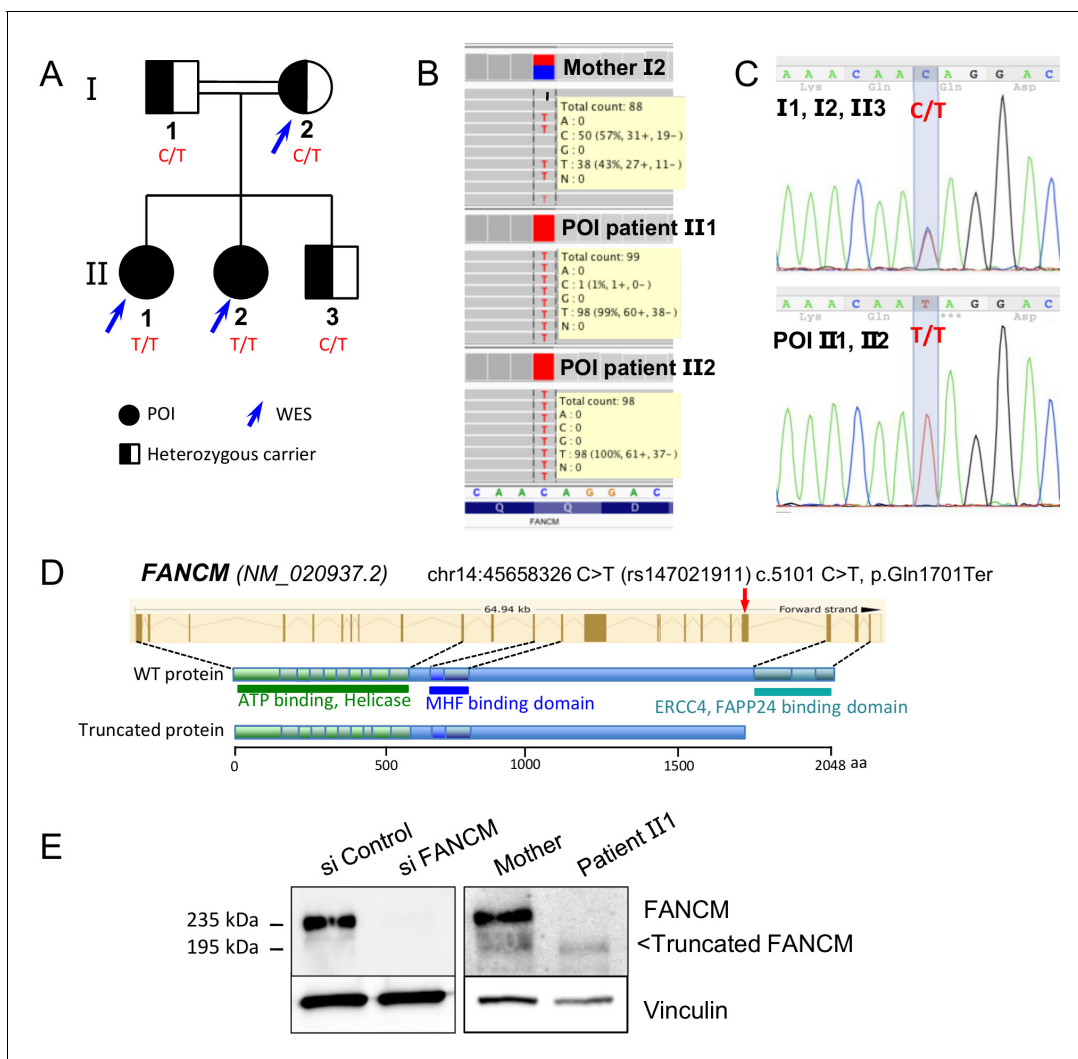 A
I
1
2
C/T
C/T
II
1
2
3
T/T
T/T
C/T
POI
WES
Heterozygous carrier
B
Mother I2
Total count: 88
A : 0
C : 50 (57%, 31+, 19-)
G : 0
T : 38 (43%, 27+, 11-)
N : 0
T
T
T
T
T
POI patient II1
Total count: 99
A : 0
C : 1 (1%, 1+, 0-)
G : 0
T : 98 (99%, 60+, 38-)
N : 0
T
T
T
T
T
T
T
T
POI patient II2
Total count: 98
A : 0
C : 0
G : 0
T : 98 (100%, 61+, 37-)
N : 0
T
T
T
T
T
T
T
T
C A A C A G G A C
Q Q D
FANCM
C
A A A C A A C A G G A C
Lys Gln Gln Asp
I1, I2, II3 C/T
A A A C A A T A G G A C
Lys Gln *** Asp
POI II1, II2 T/T
D
FANCM (NM_020937.2) chr14:45658326 C>T (rs147021911) c.5101 C>T, p.Gln1701Ter
64.94 kb Forward strand
WT protein
ATP binding, Helicase MHF binding domain ERCC4, FAPP24 binding domain
Truncated protein
0 500 1000 1500 2048 aa
E
si Control si FANCM Mother Patient II1
235 kDa
FANCM
195 kDa
<Truncated FANCM
Vinculin